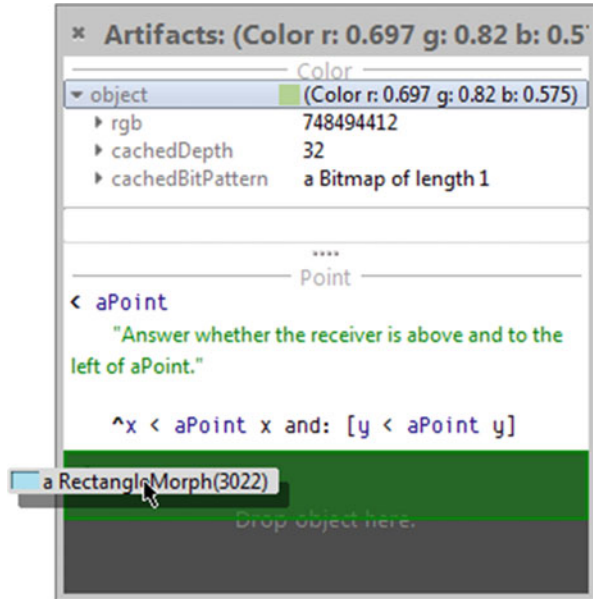 × Artifacts: (Color r: 0.697 g: 0.82 b: 0.5
Color
object (Color r: 0.697 g: 0.82 b: 0.575)
rgb 748494412
cachedDepth 32
cachedBitPattern a Bitmap of length 1
Point
< aPoint
"Answer whether the receiver is above and to the
left of aPoint."
^x < aPoint x and: [y < aPoint y]
a RectangleMorph(3022)
Drop object here.